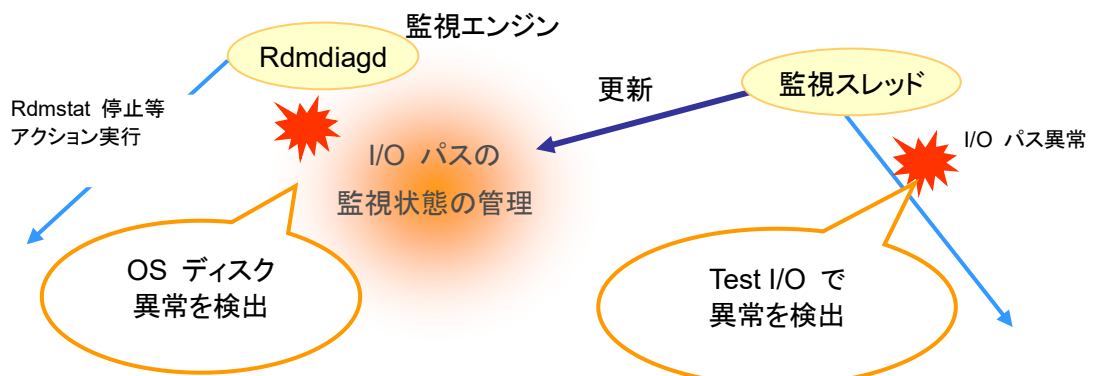 監視エンジン
Rdmdiagd
監視スレッド
更新
Rdmstat 停止等
アクション実行
I/O パス異常
I/O パスの
監視状態の管理
OS ディスク
異常を検出
Test I/O で
異常を検出